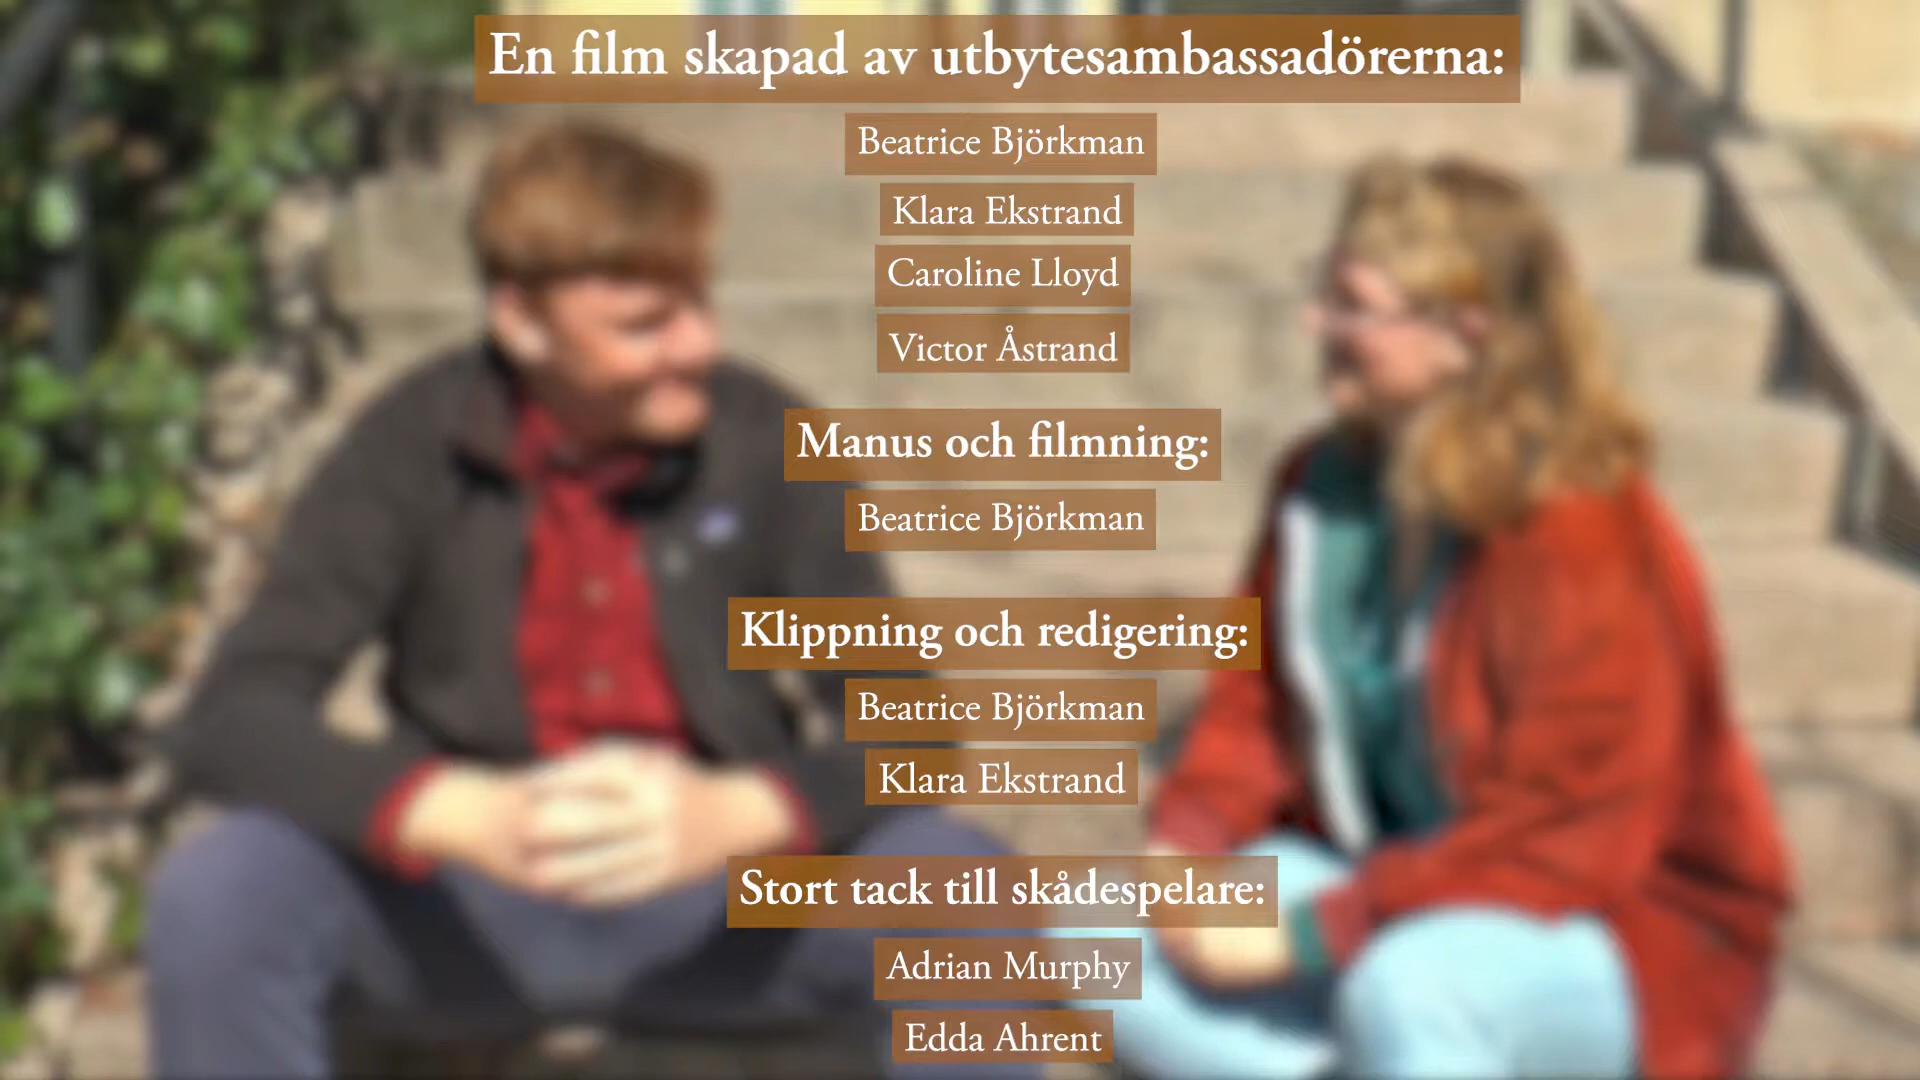 En film skapad av utbytesambassadörerna:
Beatrice Björkman
Klara Ekstrand
Caroline Lloyd
Victor Åstrand
Manus och filmning:
Beatrice Björkman
Klippning och redigering:
Beatrice Björkman
Klara Ekstrand
Stort tack till skådespelare:
Adrian Murphy
Edda Ahrent